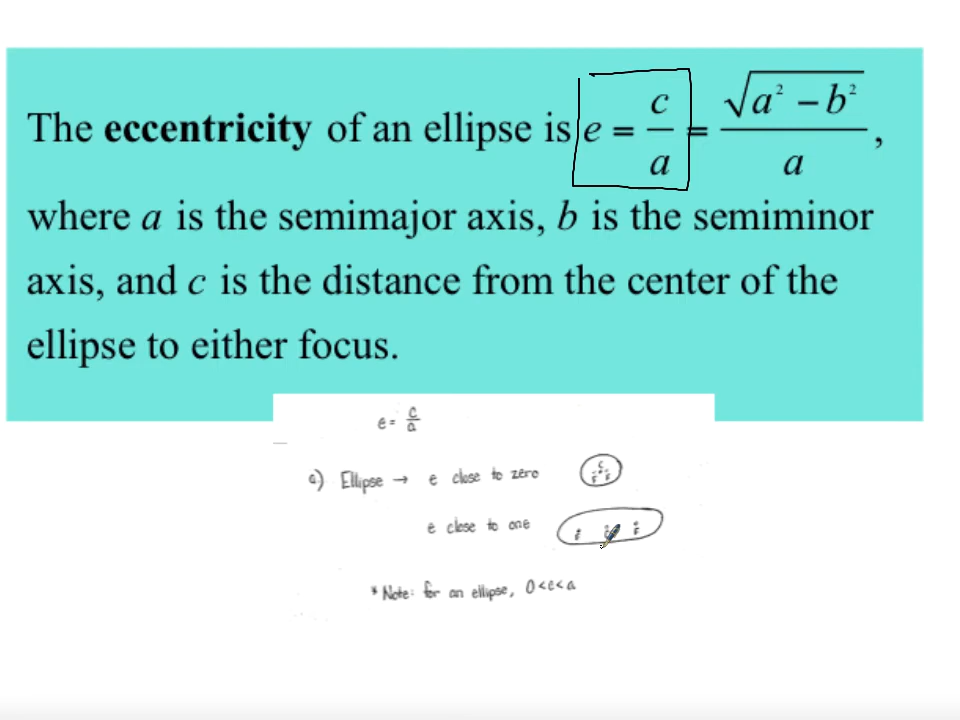 The eccentricity of an ellipse is e = c/a = √(a² − b²)/a,
where a is the semimajor axis, b is the semiminor
axis, and c is the distance from the center of the
ellipse to either focus.
e = c/a
a) Ellipse → e close to zero
e close to one
* Note: for an ellipse, 0<c<a